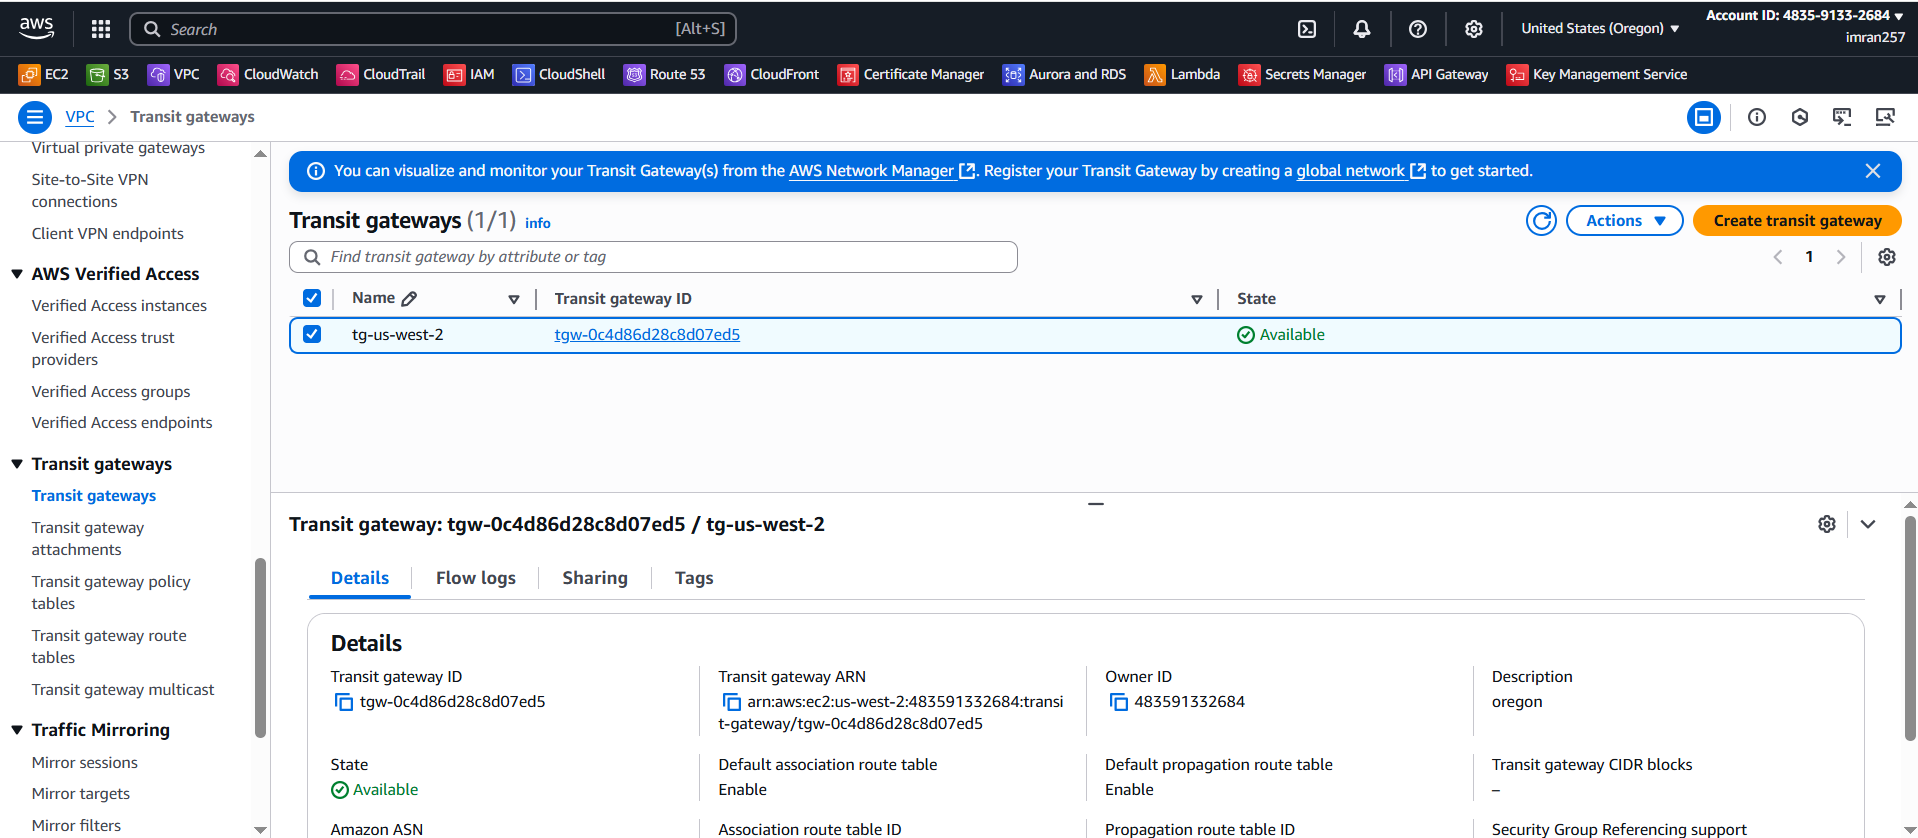 aws
Search
[Alt+S]
United States (Oregon)
Account ID: 4835-9133-2684
imran257
EC2
S3
VPC
CloudWatch
CloudTrail
IAM
CloudShell
Route 53
CloudFront
Certificate Manager
Aurora and RDS
Lambda
Secrets Manager
API Gateway
Key Management Service
VPC
Transit gateways
Virtual private gateways
Site-to-Site VPN
connections
Client VPN endpoints
AWS Verified Access
Verified Access instances
Verified Access trust
providers
Verified Access groups
Verified Access endpoints
Transit gateways
Transit gateways
Transit gateway
attachments
Transit gateway policy
tables
Transit gateway route
tables
Transit gateway multicast
Traffic Mirroring
Mirror sessions
Mirror targets
Mirror filters
You can visualize and monitor your Transit Gateway(s) from the AWS Network Manager. Register your Transit Gateway by creating a global network to get started.
Transit gateways (1/1) info
Actions
Create transit gateway
Find transit gateway by attribute or tag
1
Name
Transit gateway ID
State
tg-us-west-2
tgw-0c4d86d28c8d07ed5
Available
Transit gateway: tgw-0c4d86d28c8d07ed5 / tg-us-west-2
Details
Flow logs
Sharing
Tags
Details
Transit gateway ID
tgw-0c4d86d28c8d07ed5
Transit gateway ARN
arn:aws:ec2:us-west-2:483591332684:transi
t-gateway/tgw-0c4d86d28c8d07ed5
Owner ID
483591332684
Description
oregon
State
Available
Default association route table
Enable
Default propagation route table
Enable
Transit gateway CIDR blocks
–
Amazon ASN
Association route table ID
Propagation route table ID
Security Group Referencing support